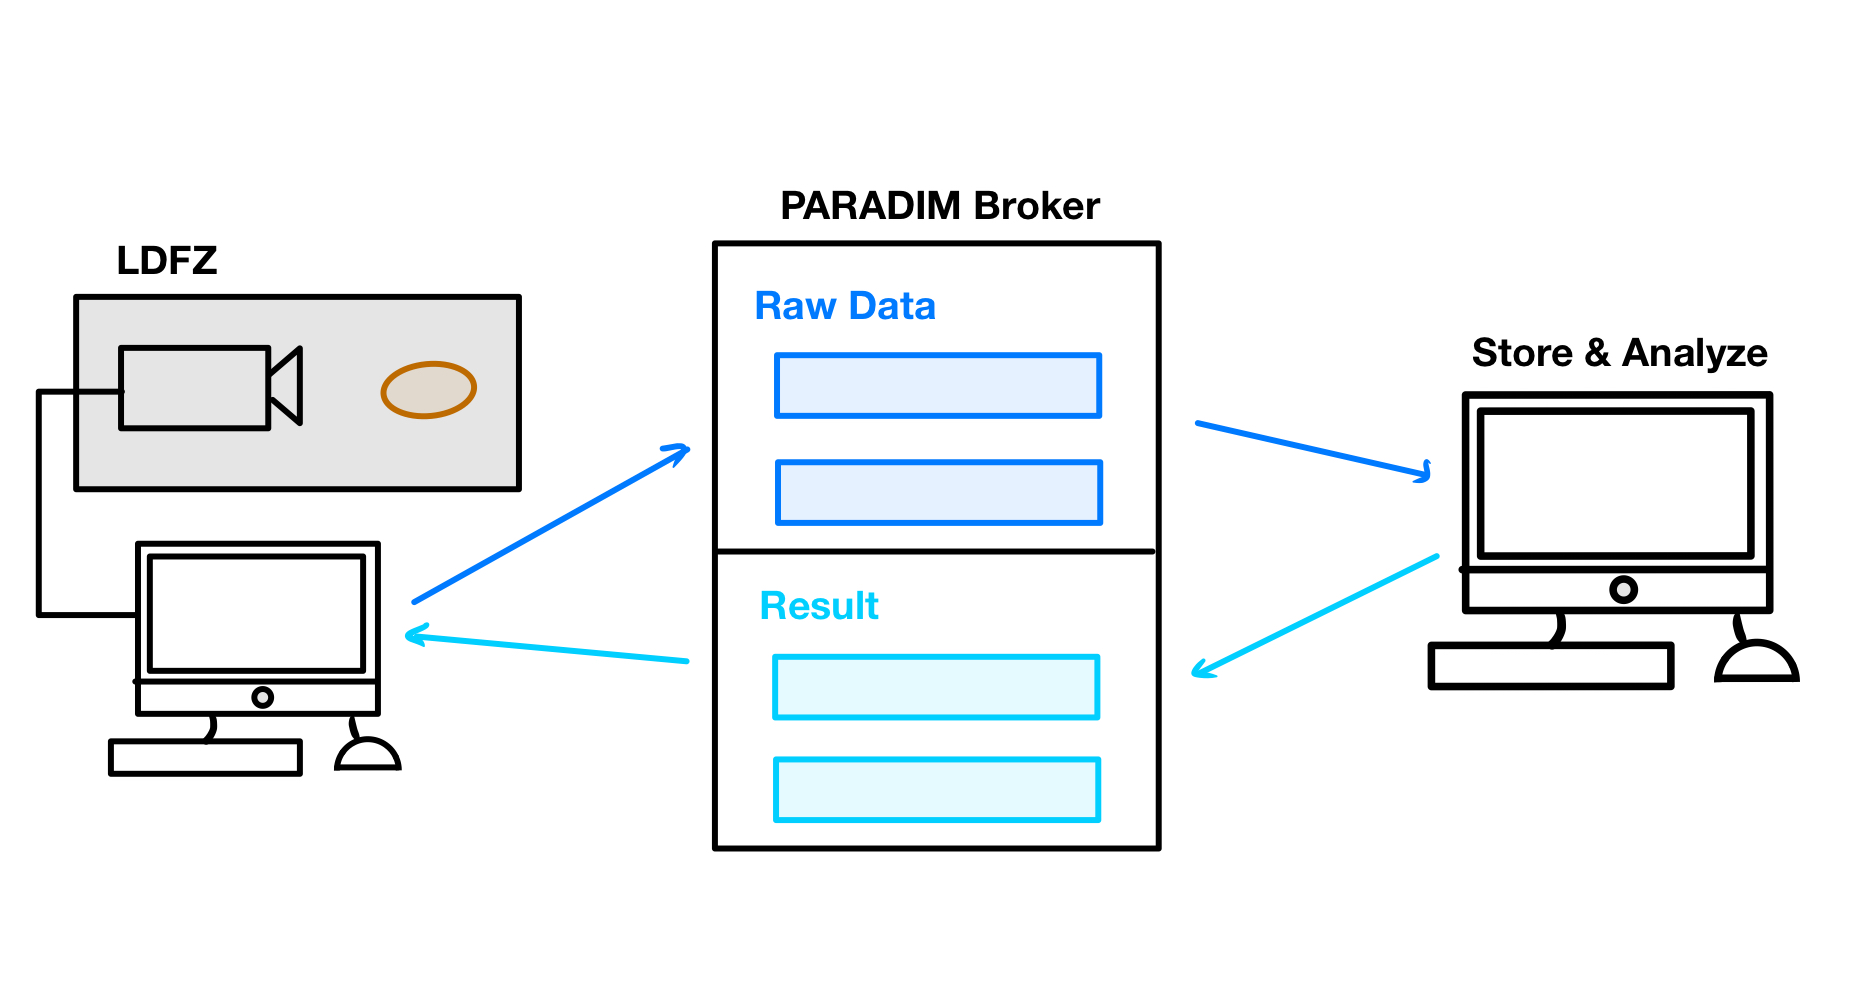 LDFZ
PARADIM Broker
Raw Data
Result
Store & Analyze